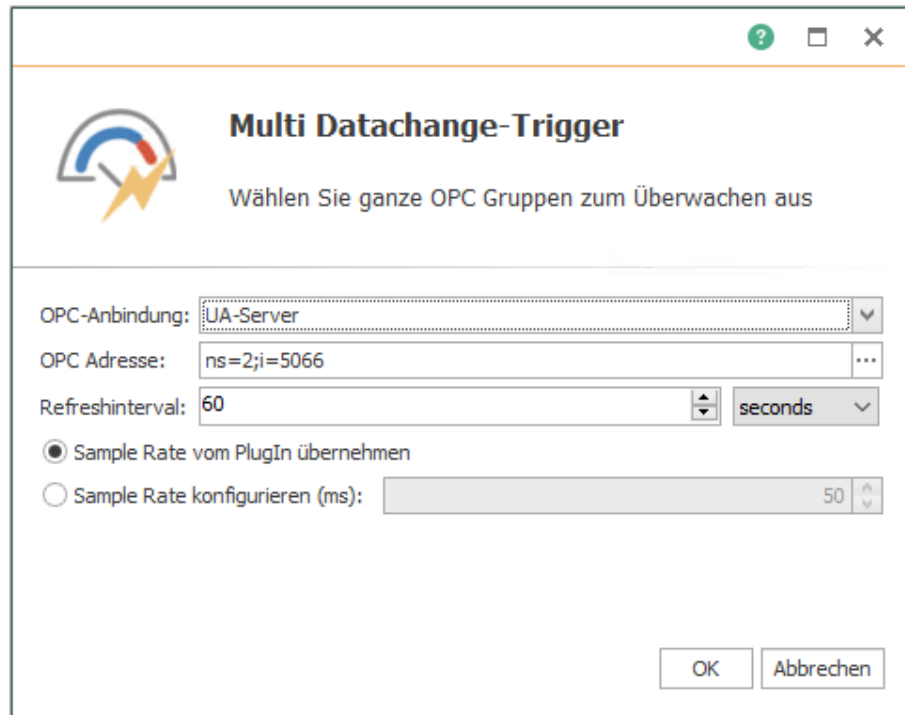 ?
Multi Datachange-Trigger
Wählen Sie ganze OPC Gruppen zum Überwachen aus
OPC-Anbindung: UA-Server
OPC Adresse: ns=2;i=5066 ...
Refreshinterval: 60 seconds
Sample Rate vom PlugIn übernehmen
Sample Rate konfigurieren (ms): 50
OK Abbrechen